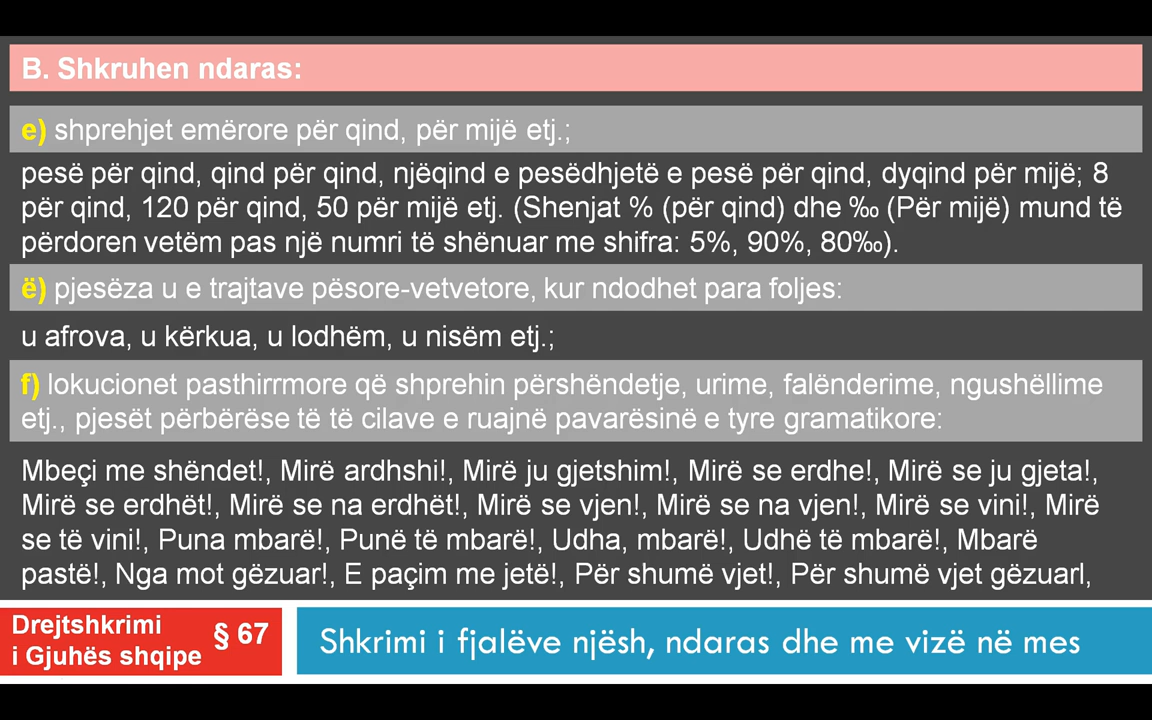 B. Shkruhen ndaras:
e) shprehjet emërore për qind, për mijë etj.;
pesë për qind, qind për qind, njëqind e pesëdhjetë e pesë për qind, dyqind për mijë; 8
për qind, 120 për qind, 50 për mijë etj. (Shenjat % (për qind) dhe ‰ (Për mijë) mund të
përdoren vetëm pas një numri të shënuar me shifra: 5%, 90%, 80‰).
ë) pjesëza u e trajtave pësore-vetvetore, kur ndodhet para foljes:
u afrova, u kërkua, u lodhëm, u nisëm etj.;
f) lokucionet pasthirrmore që shprehin përshëndetje, urime, falënderime, ngushëllime
etj., pjesët përbërëse të të cilave e ruajnë pavarësinë e tyre gramatikore:
Mbeçi me shëndet!, Mirë ardhshi!, Mirë ju gjetshim!, Mirë se erdhe!, Mirë se ju gjeta!,
Mirë se erdhët!, Mirë se na erdhët!, Mirë se vjen!, Mirë se na vjen!, Mirë se vini!, Mirë
se të vini!, Puna mbarë!, Punë të mbarë!, Udha, mbarë!, Udhë të mbarë!, Mbarë
pastë!, Nga mot gëzuar!, E paçim me jetë!, Për shumë vjet!, Për shumë vjet gëzuarl,
Drejtshkrimi
i Gjuhës shqipe
§ 67
Shkrimi i fjalëve njësh, ndaras dhe me vizë në mes